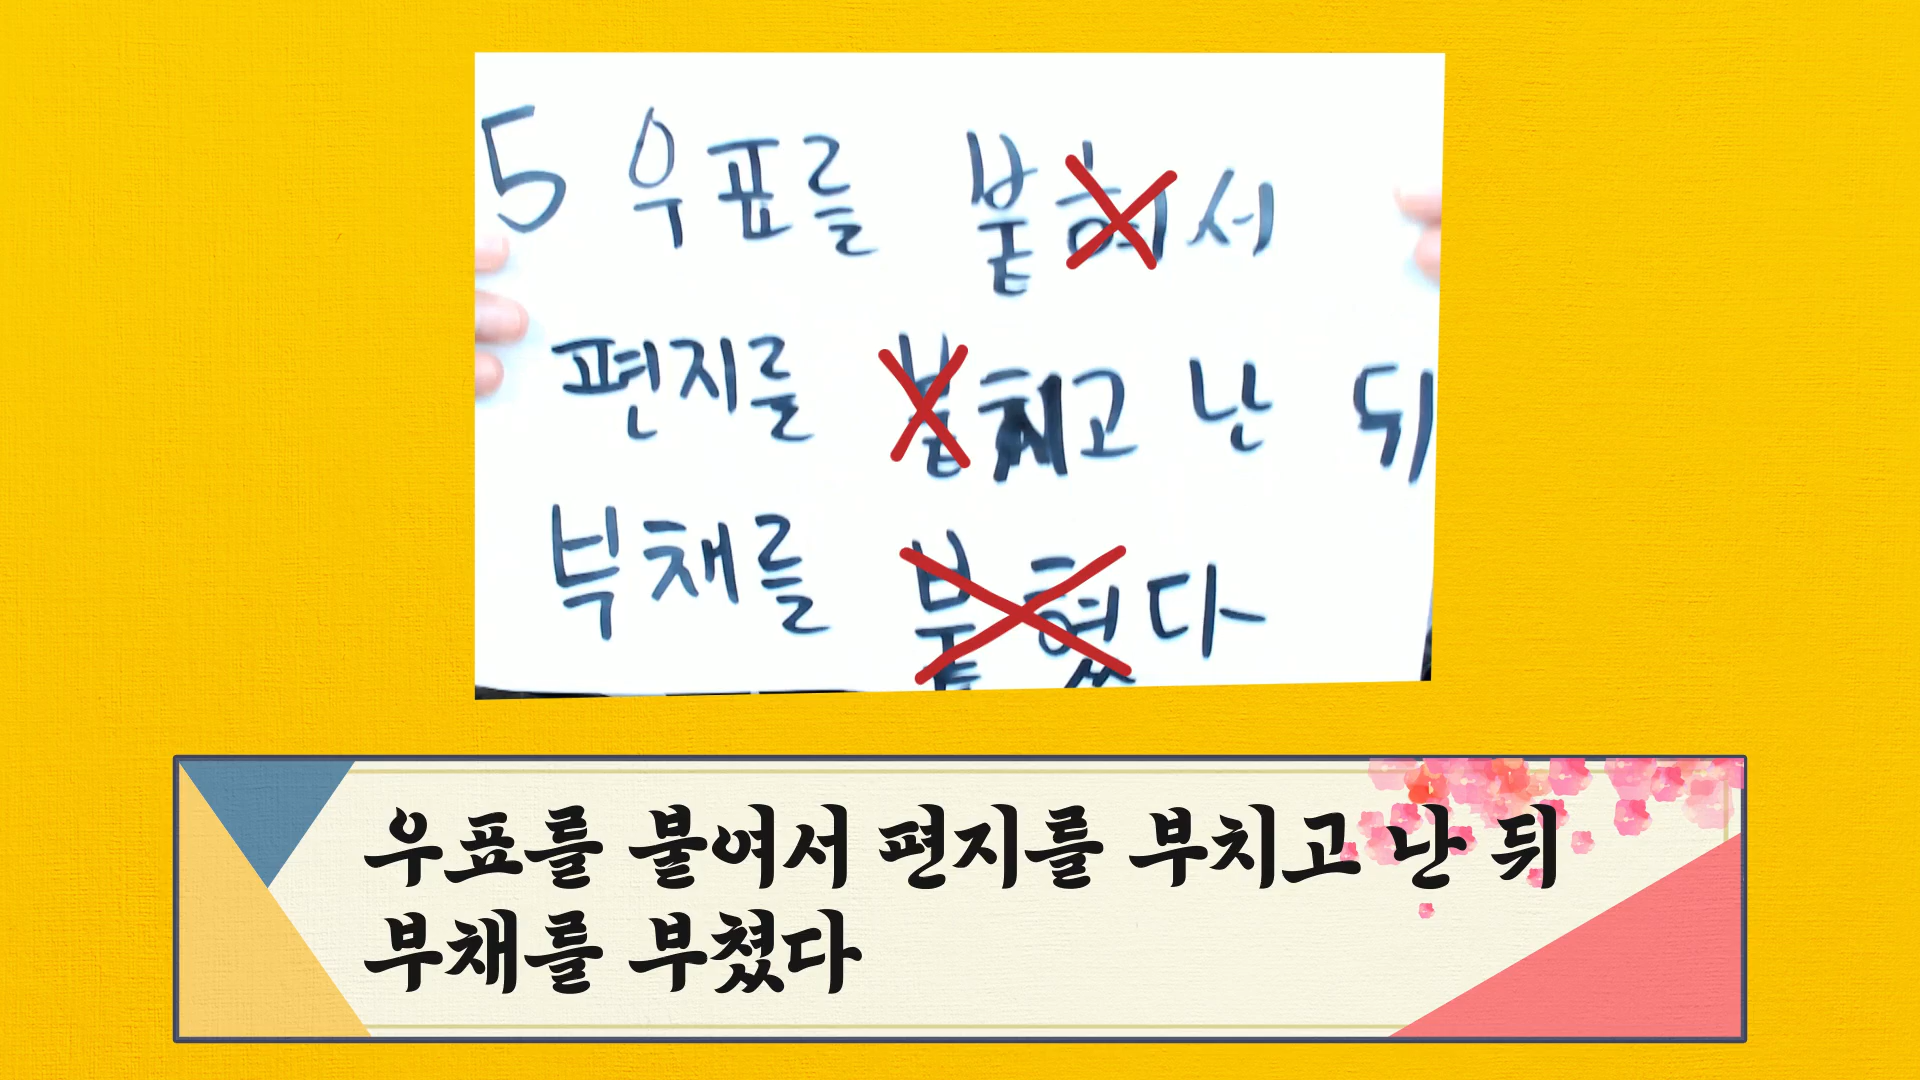 5 우표를 붙혀서
편지를 붙치고 난 뒤
부채를 붙혔다
우표를 붙여서 편지를 부치고 난 뒤
부채를 부쳤다